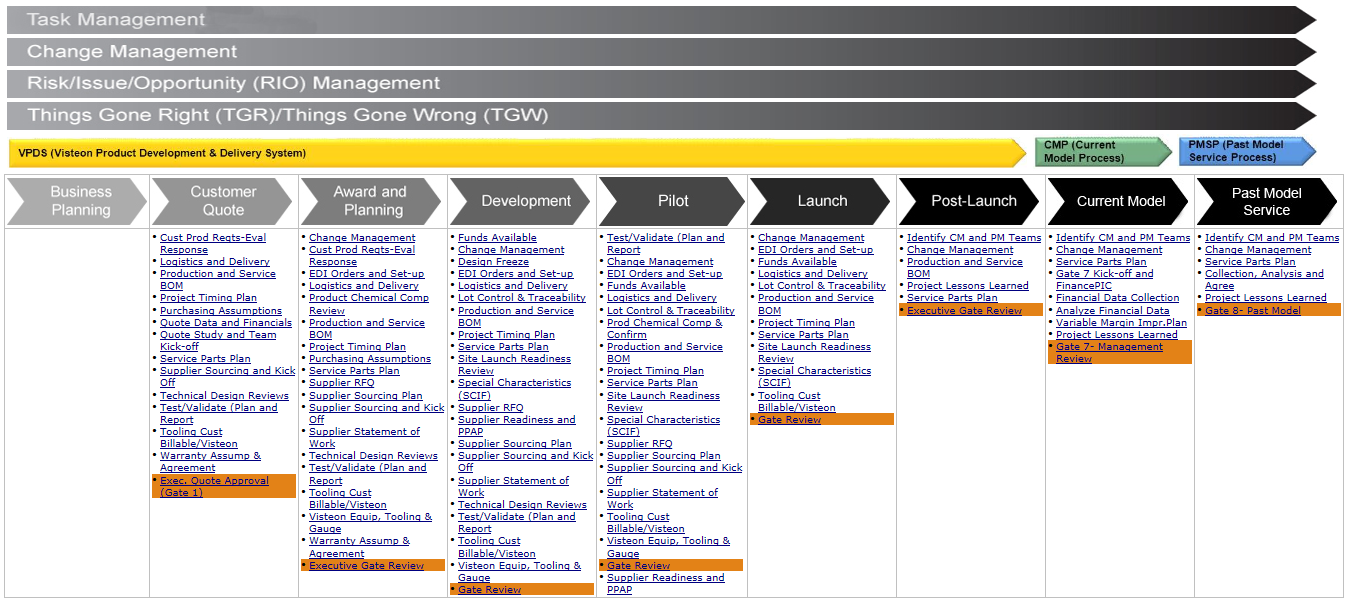 Task Management
Change Management
Risk/Issue/Opportunity (RIO) Management
Things Gone Right (TGR)/Things Gone Wrong (TGW)
VPDS (Visteon Product Development & Delivery System)
CMP (Current
Model Process)
PMSP (Past Model
Service Process)
Business
Planning
Customer
Quote
Award and
Planning
Development
Pilot
Launch
Post-Launch
Current Model
Past Model
Service
• Cust Prod Reqts-Eval
Response
• Logistics and Delivery
• Production and Service
BOM
• Project Timing Plan
• Purchasing Assumptions
• Quote Data and Financials
• Quote Study and Team
Kick-off
• Service Parts Plan
• Supplier Sourcing and Kick
Off
• Technical Design Reviews
• Test/Validate (Plan and
Report
• Tooling Cust
Billable/Visteon
• Warranty Assump &
Agreement
• Exec. Quote Approval
(Gate 1)
• Change Management
• Cust Prod Reqts-Eval
Response
• EDI Orders and Set-up
• Logistics and Delivery
• Product Chemical Comp
Review
• Production and Service
BOM
• Project Timing Plan
• Purchasing Assumptions
• Service Parts Plan
• Supplier RFQ
• Supplier Sourcing Plan
• Supplier Sourcing and Kick
Off
• Supplier Statement of
Work
• Technical Design Reviews
• Test/Validate (Plan and
Report
• Tooling Cust
Billable/Visteon
• Visteon Equip, Tooling &
Gauge
• Warranty Assump &
Agreement
• Executive Gate Review
• Funds Available
• Change Management
• Design Freeze
• EDI Orders and Set-up
• Logistics and Delivery
• Lot Control & Traceability
• Production and Service
BOM
• Project Timing Plan
• Service Parts Plan
• Site Launch Readiness
Review
• Special Characteristics
(SCIF)
• Supplier RFQ
• Supplier Readiness and
PPAP
• Supplier Sourcing Plan
• Supplier Sourcing and Kick
Off
• Supplier Statement of
Work
• Technical Design Reviews
• Test/Validate (Plan and
Report
• Tooling Cust
Billable/Visteon
• Visteon Equip, Tooling &
Gauge
• Gate Review
• Test/Validate (Plan and
Report
• Change Management
• EDI Orders and Set-up
• Funds Available
• Logistics and Delivery
• Lot Control & Traceability
• Prod Chemical Comp &
Confirm
• Production and Service
BOM
• Project Timing Plan
• Service Parts Plan
• Site Launch Readiness
Review
• Special Characteristics
(SCIF)
• Supplier RFQ
• Supplier Sourcing Plan
• Supplier Sourcing and Kick
Off
• Supplier Statement of
Work
• Tooling Cust
Billable/Visteon
• Visteon Equip, Tooling &
Gauge
• Gate Review
• Supplier Readiness and
PPAP
• Change Management
• EDI Orders and Set-up
• Funds Available
• Logistics and Delivery
• Lot Control & Traceability
• Production and Service
BOM
• Project Timing Plan
• Service Parts Plan
• Site Launch Readiness
Review
• Special Characteristics
(SCIF)
• Tooling Cust
Billable/Visteon
• Gate Review
• Identify CM and PM Teams
• Change Management
• Production and Service
BOM
• Project Lessons Learned
• Service Parts Plan
• Executive Gate Review
• Identify CM and PM Teams
• Change Management
• Service Parts Plan
• Gate 7 Kick-off and
FinancePIC
• Financial Data Collection
• Analyze Financial Data
• Variable Margin Impr.Plan
• Project Lessons Learned
• Gate 7- Management
Review
• Identify CM and PM Teams
• Change Management
• Service Parts Plan
• Collection, Analysis and
Agree
• Project Lessons Learned
• Gate 8- Past Model